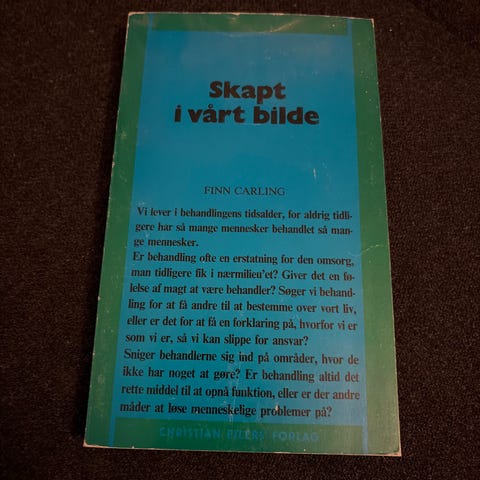 Skapt
i vårt bilde
FINN CARLING
Vi lever i behandlingens tidsalder, for aldrig tidli-
gere har så mange mennesker behandlet så man-
ge mennesker.
Er behandling ofte en erstatning for den omsorg,
man tidligere fik i nærmilieu'et? Giver det en fø-
lelse af magt at være behandler? Søger vi behand-
ling for at få andre til at bestemme over vort liv,
eller er det for at få en forklaring på, hvorfor vi er
som vi er, så vi kan slippe for ansvar?
Sniger behandlerne sig ind på områder, hvor de
ikke har noget at gøre? Er behandling altid det
rette middel til at opnå funktion, eller er der andre
måder at løse menneskelige problemer på?
CHRISTIAN EJLERS' FORLAG